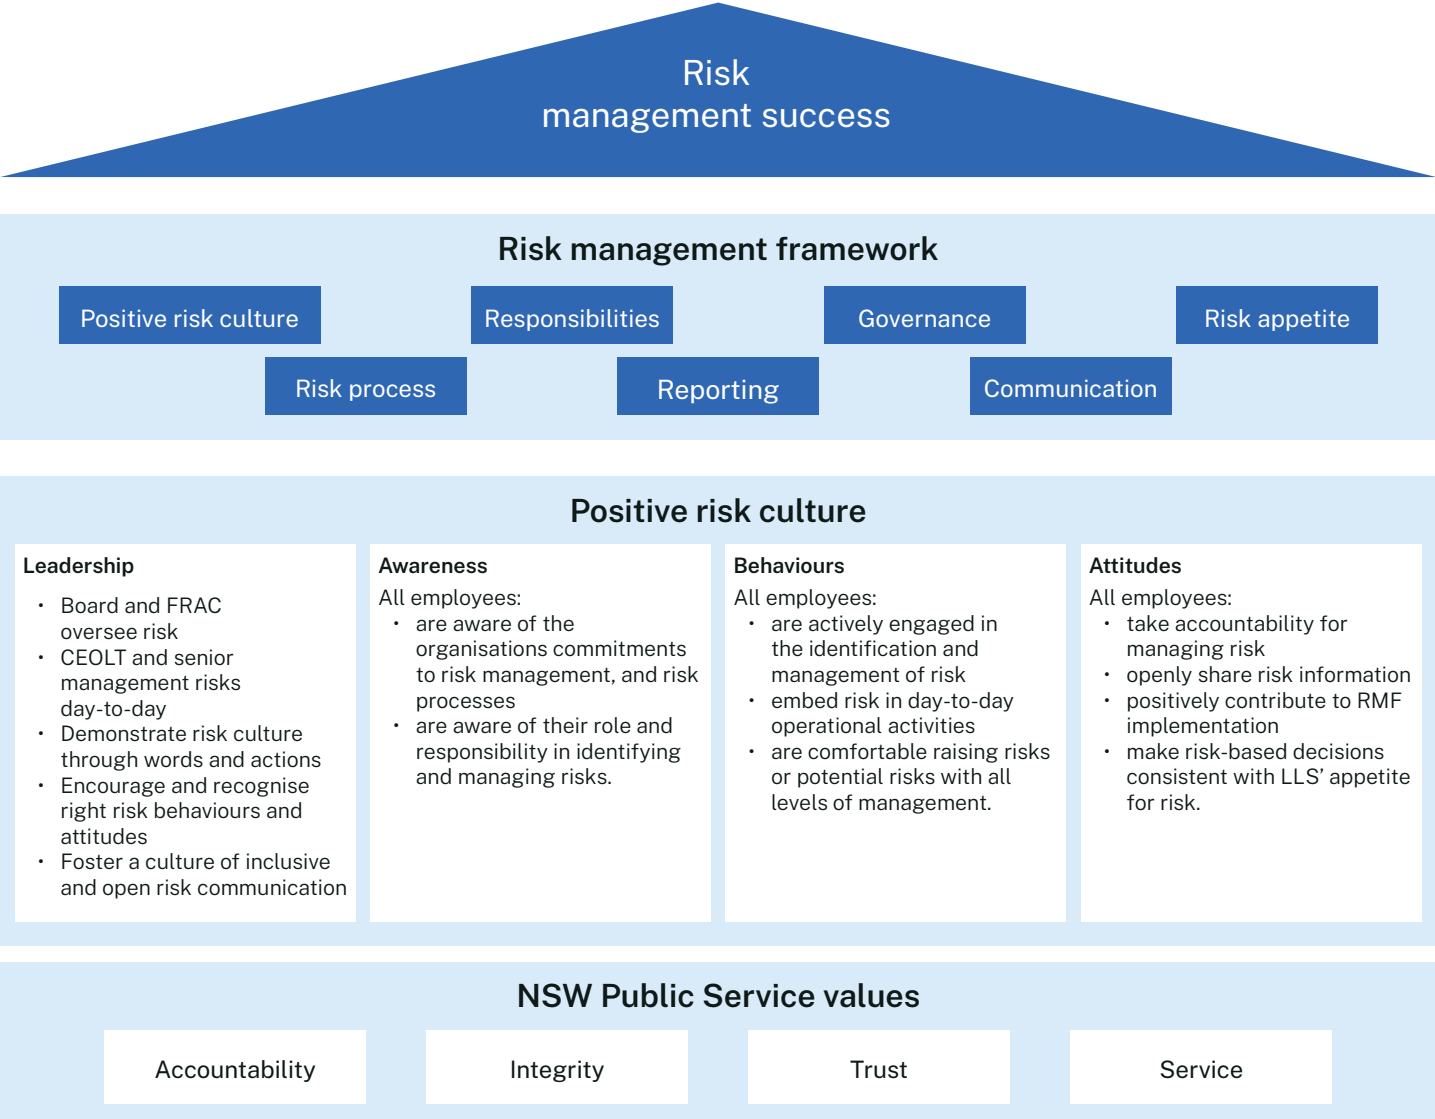 Risk
management success
Risk management framework
Positive risk culture
Responsibilities
Governance
Risk appetite
Risk process
Reporting
Communication
Positive risk culture
Leadership
• Board and FRAC
oversee risk
• CEOLT and senior
management risks
day-to-day
• Demonstrate risk culture
through words and actions
• Encourage and recognise
right risk behaviours and
attitudes
• Foster a culture of inclusive
and open risk communication
Awareness
All employees:
• are aware of the
organisations commitments
to risk management, and risk
processes
• are aware of their role and
responsibility in identifying
and managing risks.
Behaviours
All employees:
• are actively engaged in
the identification and
management of risk
• embed risk in day-to-day
operational activities
• are comfortable raising risks
or potential risks with all
levels of management.
Attitudes
All employees:
• take accountability for
managing risk
• openly share risk information
• positively contribute to RMF
implementation
• make risk-based decisions
consistent with LLS’ appetite
for risk.
NSW Public Service values
Accountability
Integrity
Trust
Service